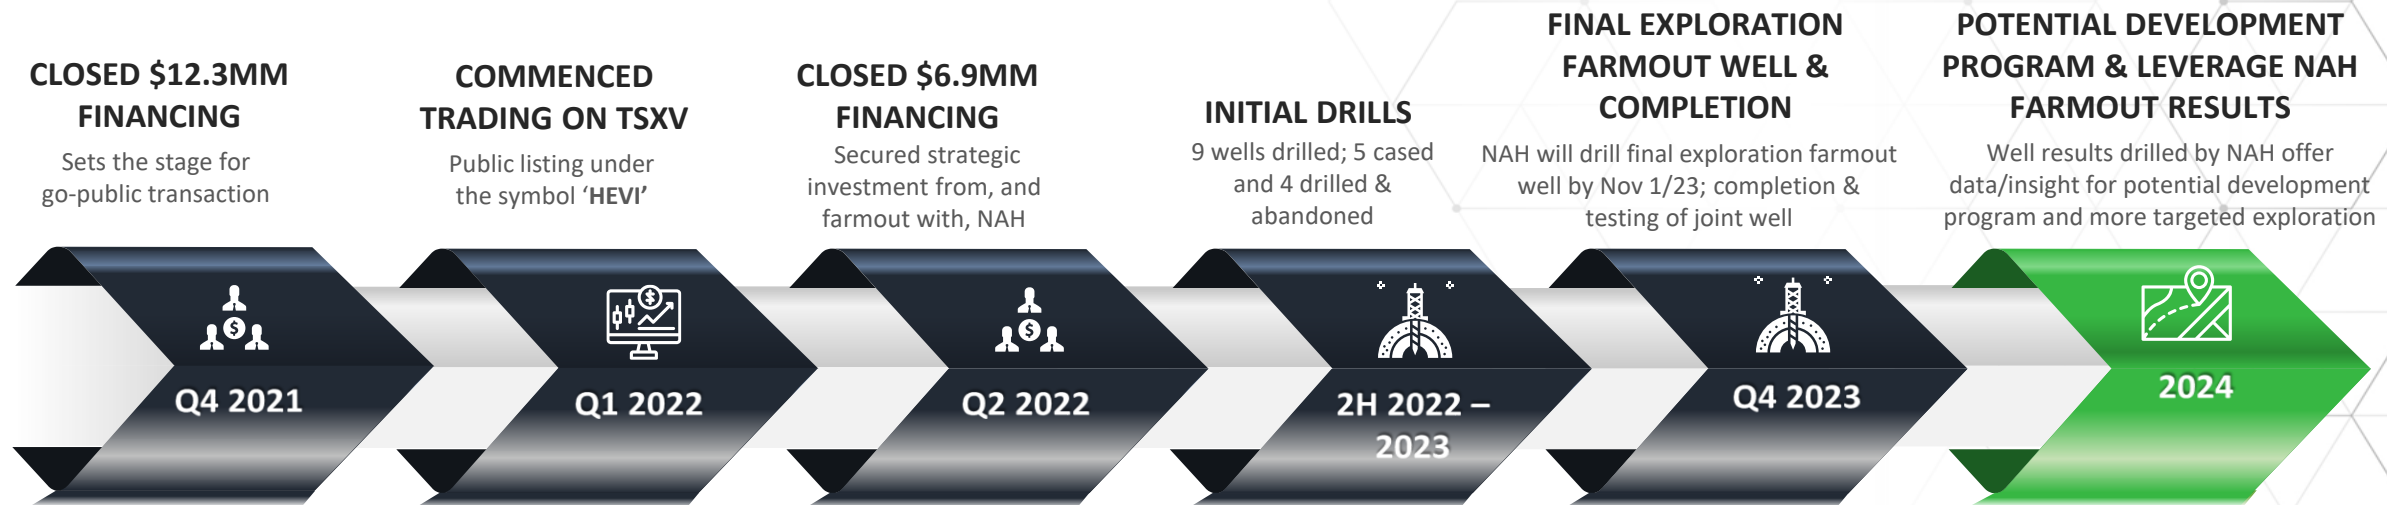 CLOSED $12.3MM
FINANCING
Sets the stage for
go-public transaction
Q4 2021
COMMENCED
TRADING ON TSXV
Public listing under
the symbol ‘HEVI’
Q1 2022
CLOSED $6.9MM
FINANCING
Secured strategic
investment from, and
farmout with, NAH
Q2 2022
INITIAL DRILLS
9 wells drilled; 5 cased
and 4 drilled &
abandoned
2H 2022 –
2023
FINAL EXPLORATION
FARMOUT WELL &
COMPLETION
NAH will drill final exploration farmout
well by Nov 1/23; completion &
testing of joint well
Q4 2023
POTENTIAL DEVELOPMENT
PROGRAM & LEVERAGE NAH
FARMOUT RESULTS
Well results drilled by NAH offer
data/insight for potential development
program and more targeted exploration
2024